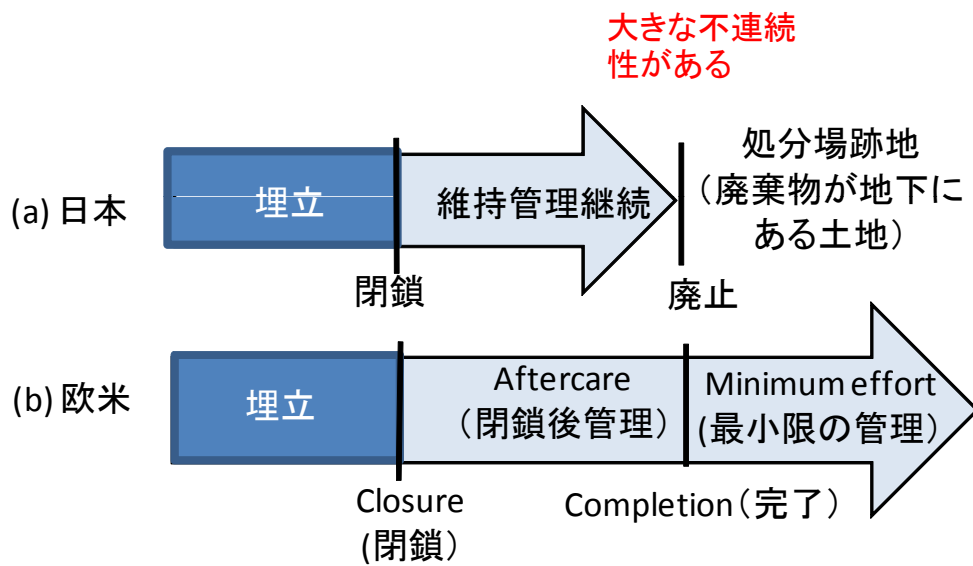 大きな不連続
性がある
(a) 日本
埋立
維持管理継続
処分場跡地
（廃棄物が地下に
ある土地）
閉鎖
廃止
(b) 欧米
埋立
Aftercare
（閉鎖後管理）
Minimum effort
(最小限の管理）
Closure
(閉鎖）
Completion（完了）